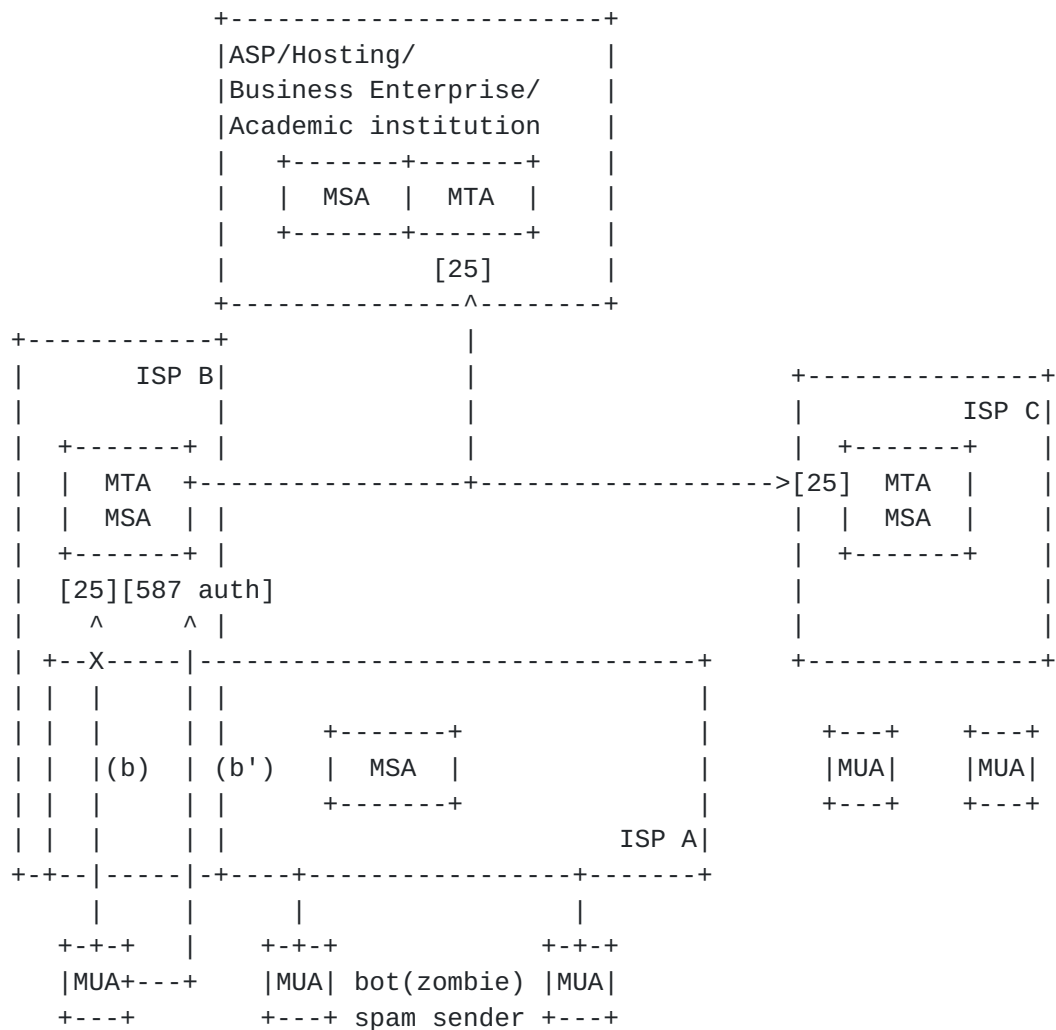 ASP/Hosting/
Business Enterprise/
Academic institution
MSA MTA
[25]
ISP B
ISP C
MTA [25] MTA
MSA MSA
[25][587 auth]
X
(b) (b') MSA MUA MUA
ISP A
MUA MUA bot(zombie) MUA
spam sender